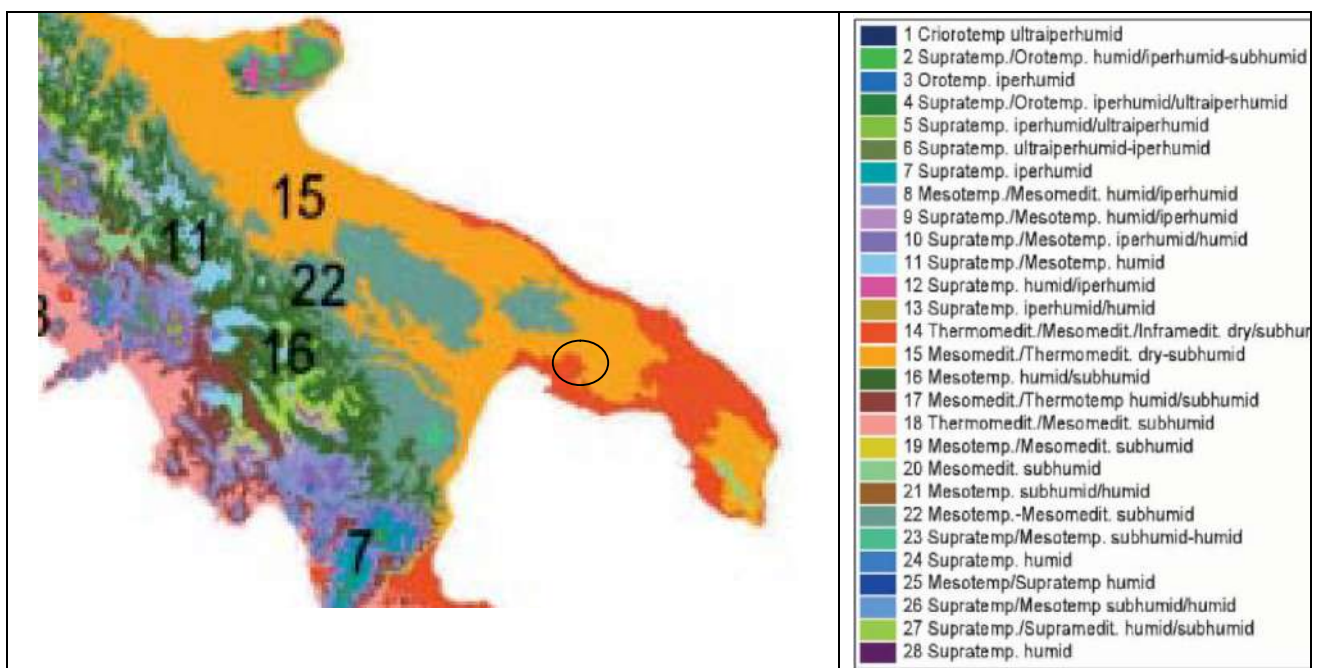 15
11
22
16
7
1 Criorotemp ultraiperhumid
2 Supratemp./Orotemp. humid/iperhumid-subhumid
3 Orotemp. iperhumid
4 Supratemp./Orotemp. iperhumid/ultraiperhumid
5 Supratemp. iperhumid/ultraiperhumid
6 Supratemp. ultraiperhumid-iperhumid
7 Supratemp. iperhumid
8 Mesotemp./Mesomedit. humid/iperhumid
9 Supratemp./Mesotemp. humid/iperhumid
10 Supratemp./Mesotemp. iperhumid/humid
11 Supratemp./Mesotemp. humid
12 Supratemp. humid/iperhumid
13 Supratemp. iperhumid/humid
14 Thermomedit./Mesomedit./Inframedit. dry/subhur
15 Mesomedit./Thermomedit. dry-subhumid
16 Mesotemp. humid/subhumid
17 Mesomedit./Thermotemp humid/subhumid
18 Thermomedit./Mesomedit. subhumid
19 Mesotemp./Mesomedit. subhumid
20 Mesomedit. subhumid
21 Mesotemp. subhumid/humid
22 Mesotemp.-Mesomedit. subhumid
23 Supratemp/Mesotemp. subhumid-humid
24 Supratemp. humid
25 Mesotemp/Supratemp humid
26 Supratemp/Mesotemp subhumid/humid
27 Supratemp./Supramedit. humid/subhumid
28 Supratemp. humid